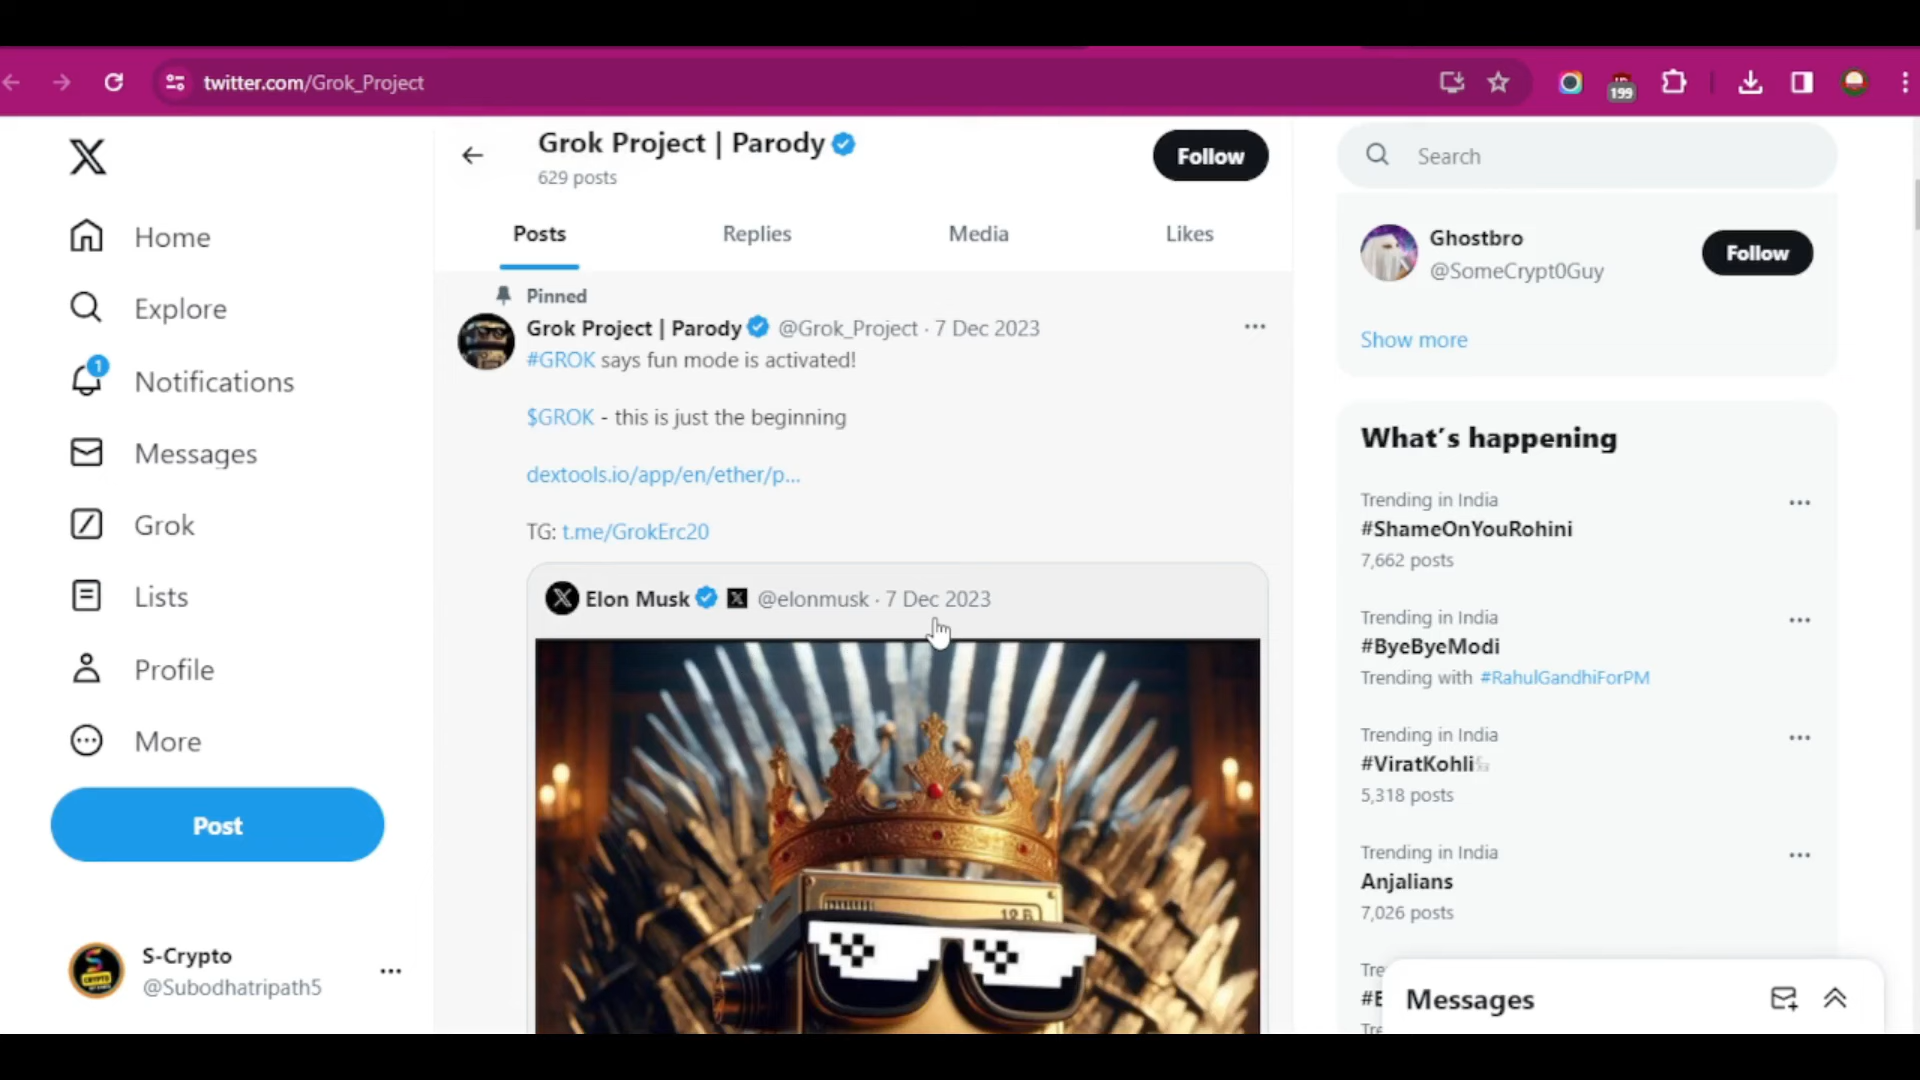 twitter.com/Grok_Project
199
Home
Explore
1
Notifications
Messages
Grok
Lists
Profile
More
Post
S-Crypto
@Subodhatripath5
Grok Project | Parody
629 posts
Follow
Posts
Replies
Media
Likes
Pinned
Grok Project | Parody @Grok_Project · 7 Dec 2023
#GROK says fun mode is activated!
$GROK - this is just the beginning
dextools.io/app/en/ether/p...
TG: t.me/GrokErc20
Elon Musk @elonmusk · 7 Dec 2023
Search
Ghostbro
@SomeCrypt0Guy
Follow
Show more
What's happening
Trending in India
#ShameOnYouRohini
7,662 posts
Trending in India
#ByeByeModi
Trending with #RahulGandhiForPM
Trending in India
#ViratKohli
5,318 posts
Trending in India
Anjalians
7,026 posts
Messages